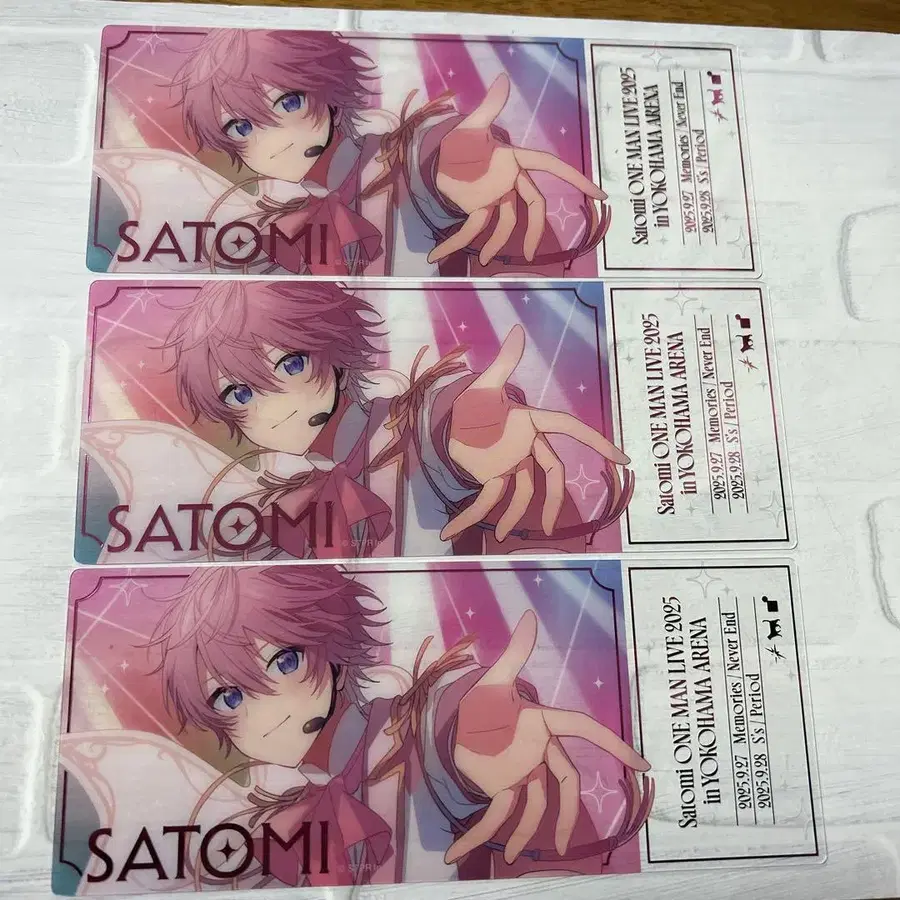 SATOMI
© STPR
Satomi ONE MAN LIVE 2025
in YOKOHAMA ARENA
2025.9.27 Memories / Never End
2025.9.28 S's / Period
SATOMI
© STPR
Satomi ONE MAN LIVE 2025
in YOKOHAMA ARENA
2025.9.27 Memories / Never End
2025.9.28 S's / Period
SATOMI
© STPR
Satomi ONE MAN LIVE 2025
in YOKOHAMA ARENA
2025.9.27 Memories / Never End
2025.9.28 S's / Period